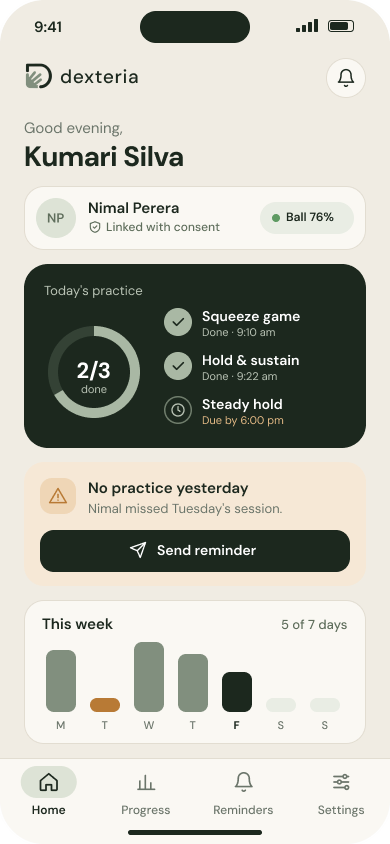 9:41
dexteria
Good evening,
Kumari Silva
NP
Nimal Perera
Linked with consent
Ball 76%
Today's practice
2/3
done
Squeeze game
Done · 9:10 am
Hold & sustain
Done · 9:22 am
Steady hold
Due by 6:00 pm
No practice yesterday
Nimal missed Tuesday's session.
Send reminder
This week
5 of 7 days
M T W T F S S
Home Progress Reminders Settings